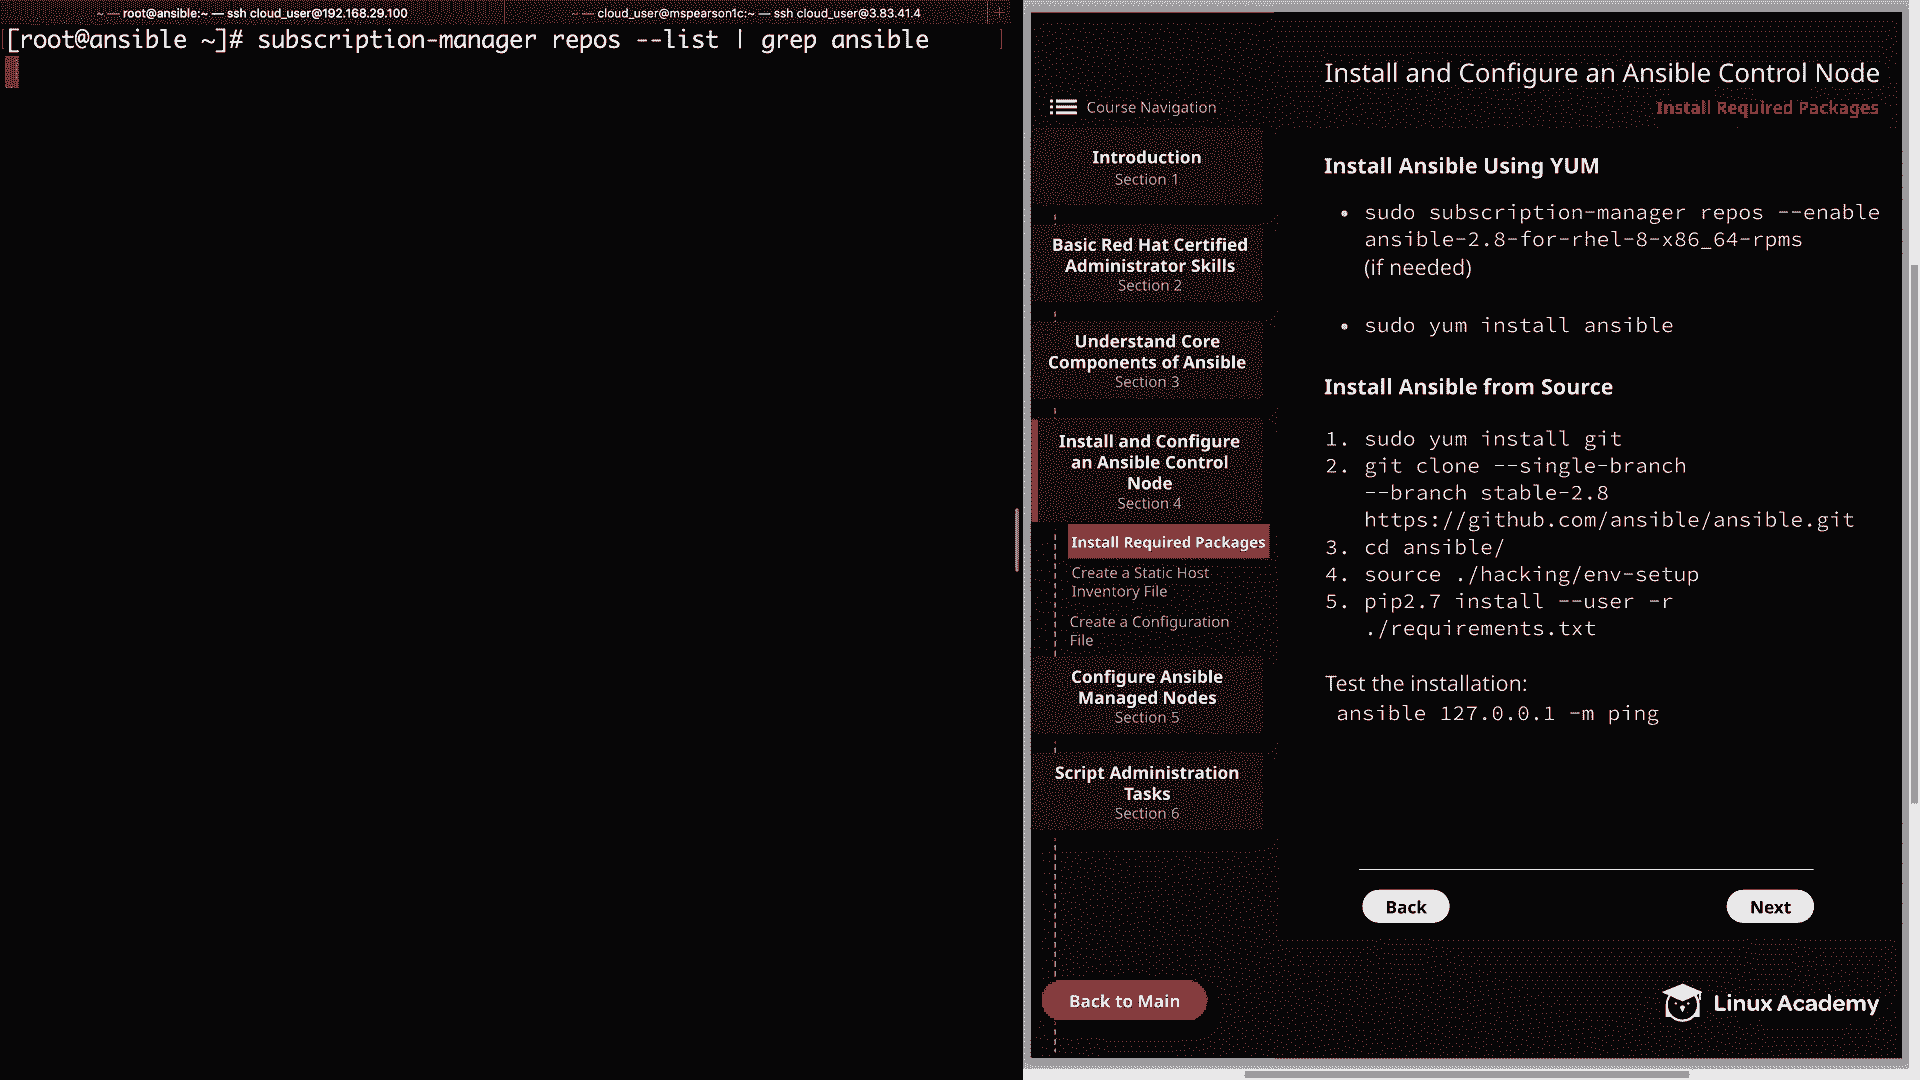 ~ — root@ansible:~ — ssh cloud_user@192.168.29.100
~ — cloud_user@mspearson1c:~ — ssh cloud_user@3.83.41.4
+
[root@ansible ~]# subscription-manager repos --list | grep ansible
Install and Configure an Ansible Control Node
Install Required Packages
Course Navigation
Introduction
Section 1
Basic Red Hat Certified
Administrator Skills
Section 2
Understand Core
Components of Ansible
Section 3
Install and Configure
an Ansible Control
Node
Section 4
Install Required Packages
Create a Static Host
Inventory File
Create a Configuration
File
Configure Ansible
Managed Nodes
Section 5
Script Administration
Tasks
Section 6
Back to Main
Install Ansible Using YUM
• sudo subscription-manager repos --enable
ansible-2.8-for-rhel-8-x86_64-rpms
(if needed)
• sudo yum install ansible
Install Ansible from Source
1. sudo yum install git
2. git clone --single-branch
--branch stable-2.8
https://github.com/ansible/ansible.git
3. cd ansible/
4. source ./hacking/env-setup
5. pip2.7 install --user -r
./requirements.txt
Test the installation:
ansible 127.0.0.1 -m ping
Back
Next
Linux Academy